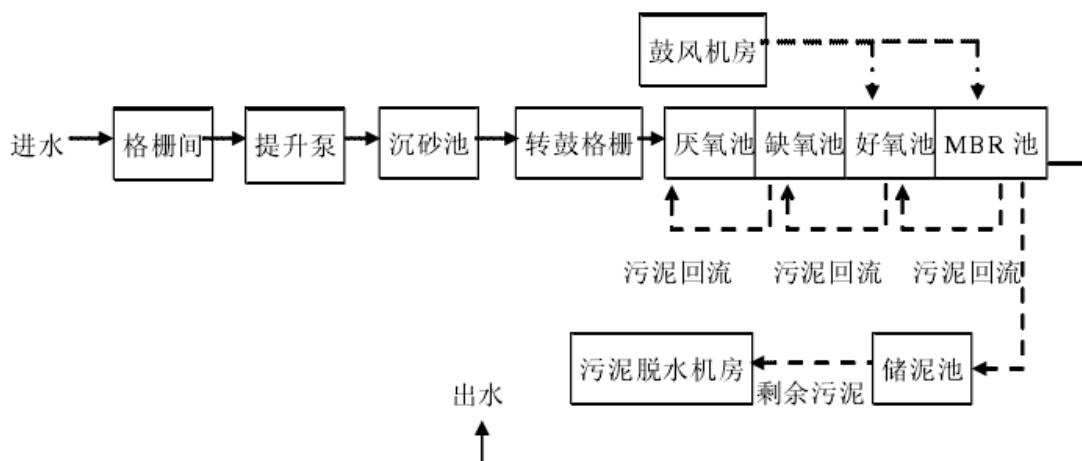 鼓风机房
进水
格栅间
提升泵
沉砂池
转鼓格栅
厌氧池
缺氧池
好氧池
MBR 池
污泥回流
污泥回流
污泥回流
污泥脱水机房
剩余污泥
储泥池
出水